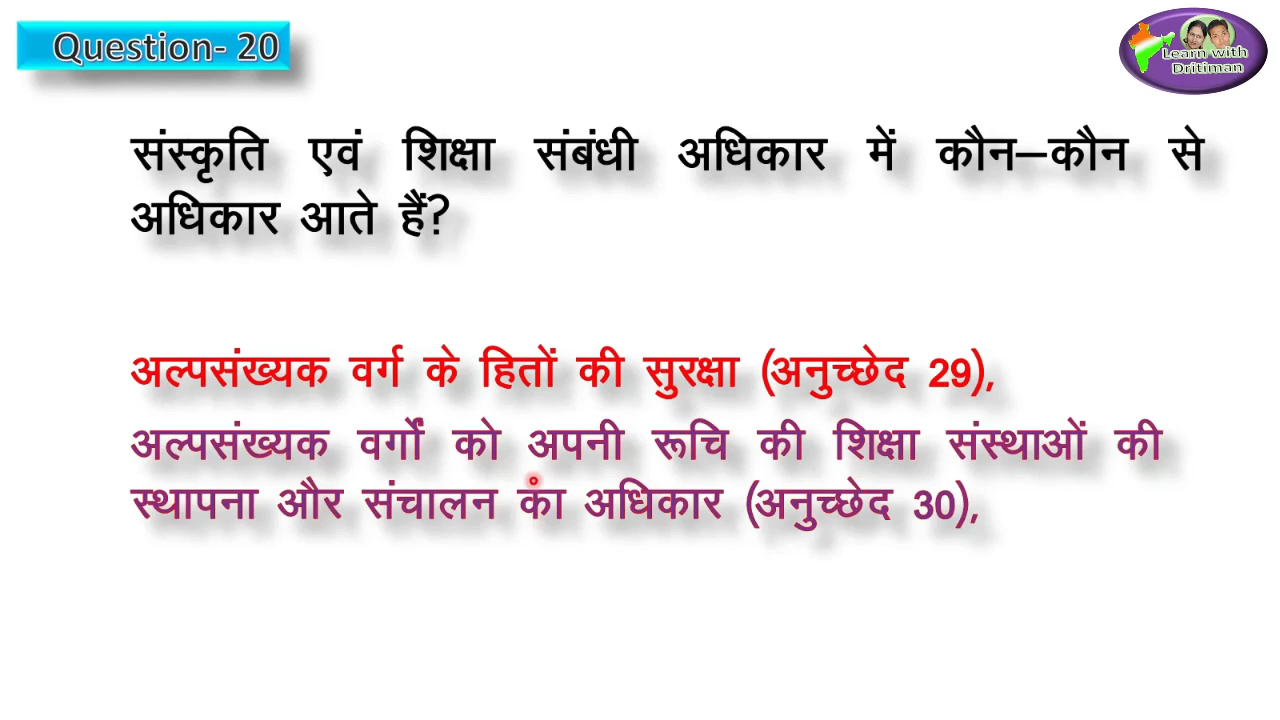 Question- 20
Learn with
Dritiman
संस्कृति एवं शिक्षा संबंधी अधिकार में कौन–कौन से
अधिकार आते हैं?
अल्पसंख्यक वर्ग के हितों की सुरक्षा (अनुच्छेद 29),
अल्पसंख्यक वर्गों को अपनी रूचि की शिक्षा संस्थाओं की
स्थापना और संचालन का अधिकार (अनुच्छेद 30),